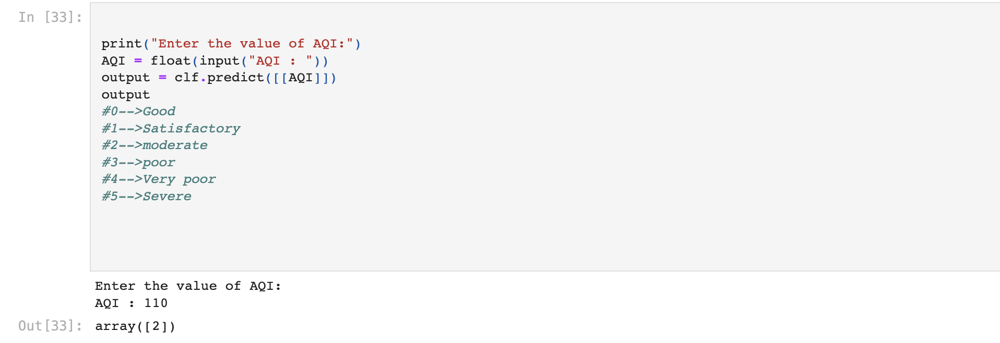 In [33]:
print("Enter the value of AQI:")
AQI = float(input("AQI : "))
output = clf.predict([[AQI]])
output
#0-->Good
#1-->Satisfactory
#2-->moderate
#3-->poor
#4-->Very poor
#5-->Severe
Enter the value of AQI:
AQI : 110
Out[33]: array([2])